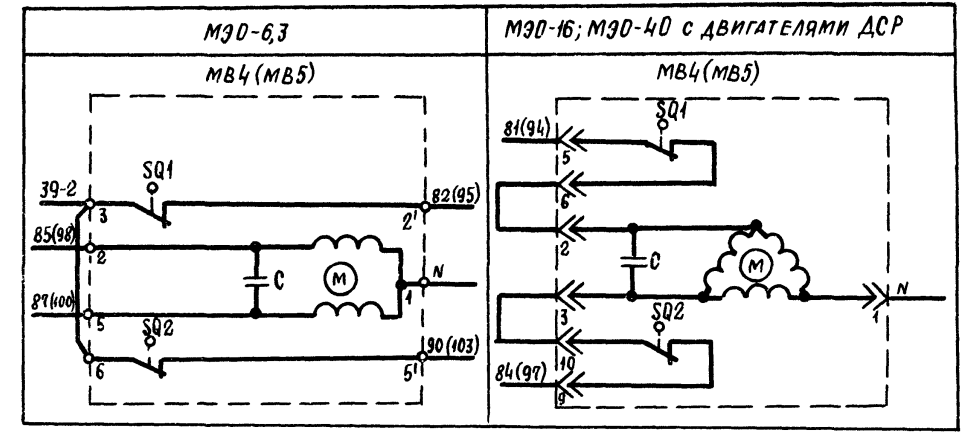 МЭО-6,3
МЭО-16; МЭО-40 с двигателями ДСР
МВ4 (МВ5)
SQ1
39-2
3
82(95)
2'
85(98)
2
C
М
N
1
87(100)
5
SQ2
6
90(103)
5'
МВ4 (МВ5)
SQ1
81(94)
5
6
2
C
М
3
N
1
SQ2
10
84(97)
9